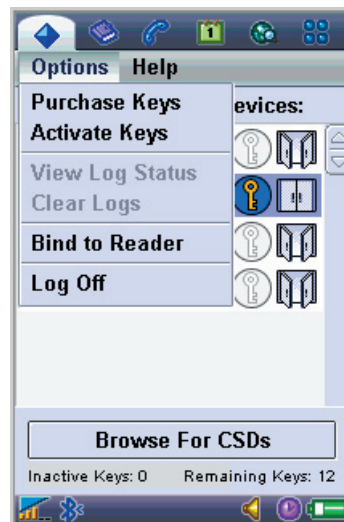 1
Options Help
Purchase Keys
evices:
Activate Keys
View Log Status
Clear Logs
Bind to Reader
Log Off
Browse For CSDs
Inactive Keys: 0 Remaining Keys: 12